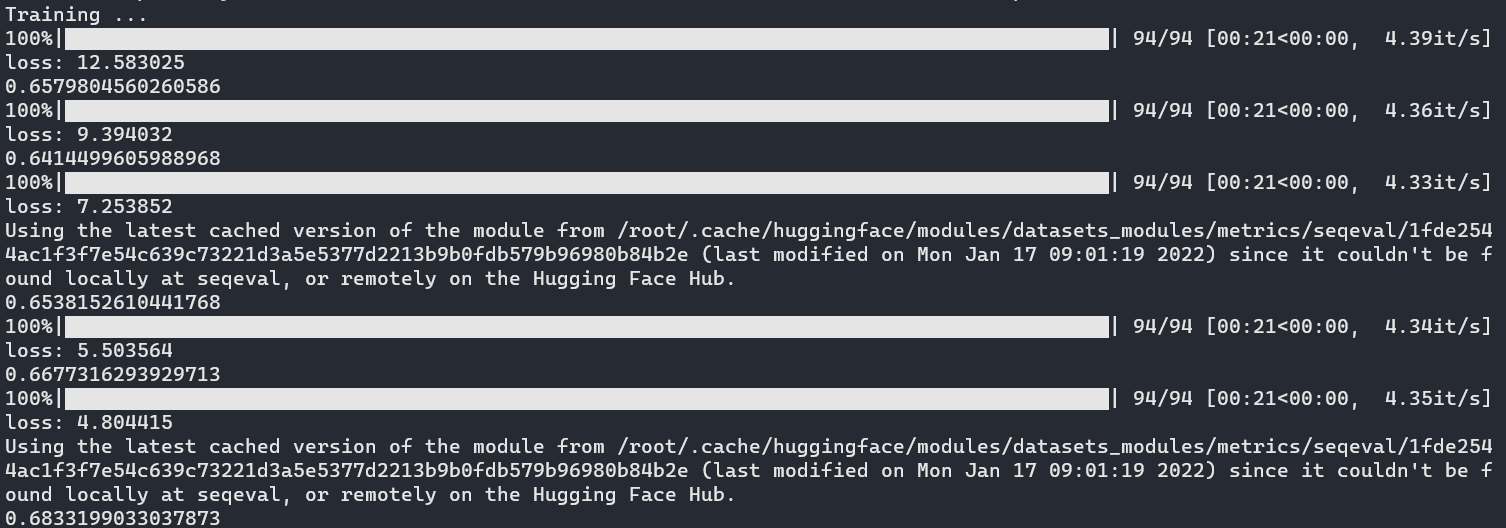 Training ...
100%| | 94/94 [00:21<00:00,  4.39it/s]
loss: 12.583025
0.6579804560260586
100%| | 94/94 [00:21<00:00,  4.36it/s]
loss: 9.394032
0.6414499605988968
100%| | 94/94 [00:21<00:00,  4.33it/s]
loss: 7.253852
Using the latest cached version of the module from /root/.cache/huggingface/modules/datasets_modules/metrics/seqeval/1fde254
4ac1f3f7e54c639c73221d3a5e5377d2213b9b0fdb579b96980b84b2e (last modified on Mon Jan 17 09:01:19 2022) since it couldn't be f
ound locally at seqeval, or remotely on the Hugging Face Hub.
0.6538152610441768
100%| | 94/94 [00:21<00:00,  4.34it/s]
loss: 5.503564
0.6677316293929713
100%| | 94/94 [00:21<00:00,  4.35it/s]
loss: 4.804415
Using the latest cached version of the module from /root/.cache/huggingface/modules/datasets_modules/metrics/seqeval/1fde254
4ac1f3f7e54c639c73221d3a5e5377d2213b9b0fdb579b96980b84b2e (last modified on Mon Jan 17 09:01:19 2022) since it couldn't be f
ound locally at seqeval, or remotely on the Hugging Face Hub.
0.6833199033037873